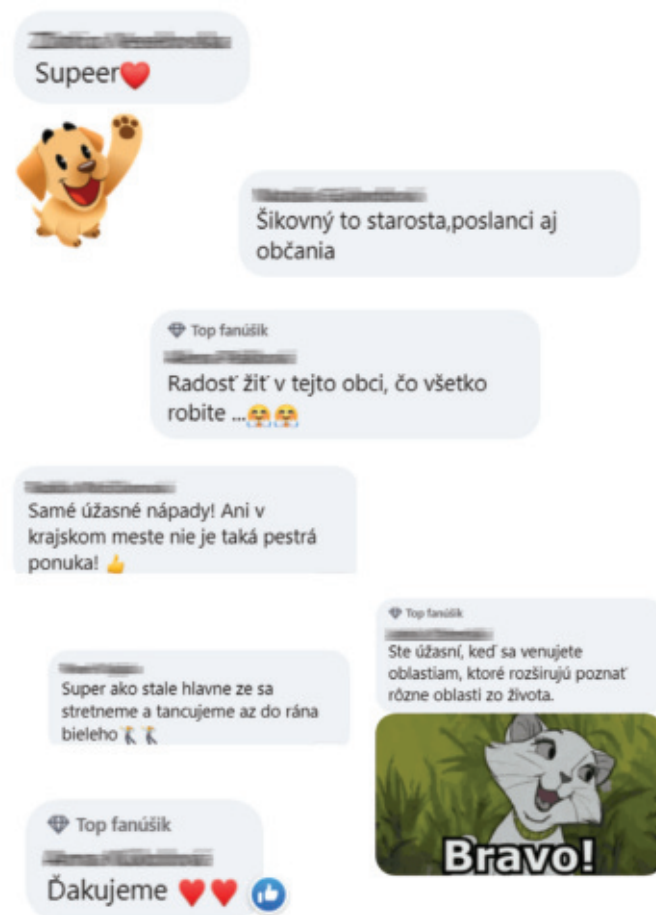 Supeer❤️
Šikovný to starosta,poslanci aj
občania
Top fanúšik
Radosť žiť v tejto obci, čo všetko
robite ...🤗🤗
Samé úžasné nápady! Ani v
krajskom meste nie je taká pestrá
ponuka! 👍
Top fanúšik
Ste úžasní, keď sa venujete
oblastiam, ktoré rozširujú poznať
rôzne oblasti zo života.
Super ako stale hlavne ze sa
stretneme a tancujeme az do rána
bieleho
Bravo!
Top fanúšik
Ďakujeme ❤️❤️